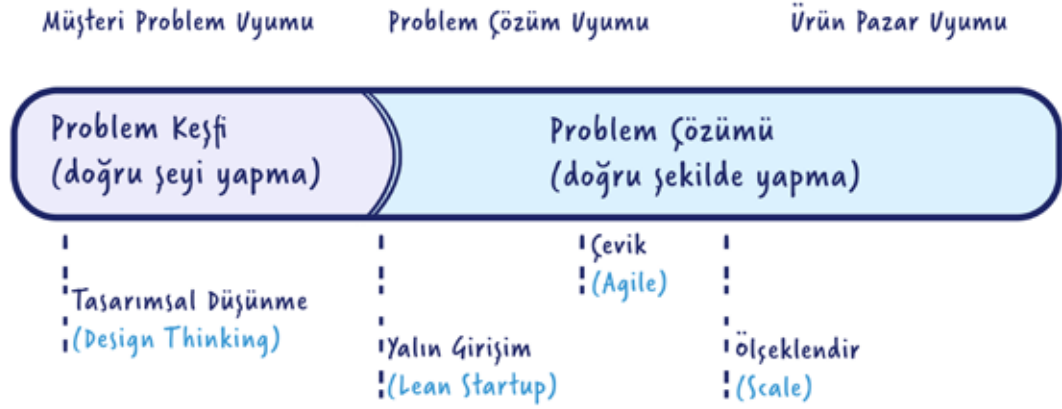 Müşteri Problem Uyumu
Problem Çözüm Uyumu
Ürün Pazar Uyumu
Problem Keşfi
(doğru şeyi yapma)
Problem Çözümü
(doğru şekilde yapma)
Tasarımsal Düşünme
(Design Thinking)
Yalın Girişim
(Lean Startup)
Çevik
(Agile)
Ölçeklendir
(Scale)